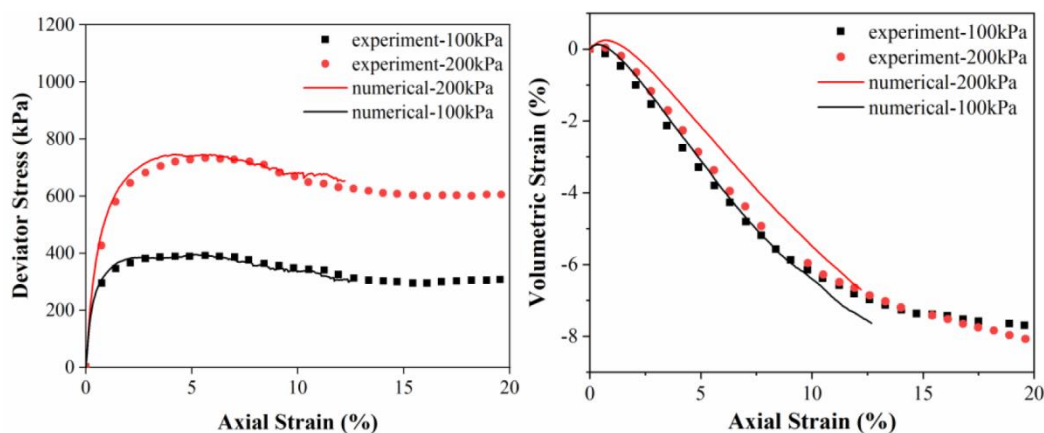 1200
1000
800
600
400
200
0
Deviator Stress (kPa)
experiment-100kPa
experiment-200kPa
numerical-200kPa
numerical-100kPa
0
5
10
15
20
Axial Strain (%)
0
-2
-4
-6
-8
Volumetric Strain (%)
experiment-100kPa
experiment-200kPa
numerical-200kPa
numerical-100kPa
0
5
10
15
20
Axial Strain (%)